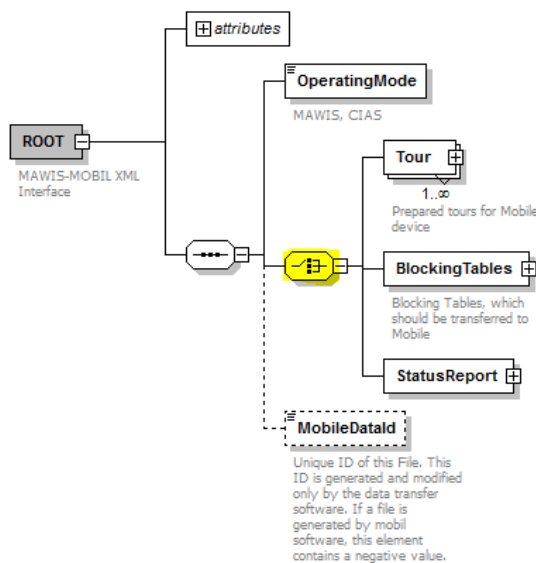 attributes
OperatingMode
MAWIS, CIAS
ROOT
MAWIS-MOBIL XML
Interface
Tour
1..∞
Prepared tours for Mobile
device
BlockingTables
Blocking Tables, which
should be transferred to
Mobile
StatusReport
MobileDataId
Unique ID of this File. This
ID is generated and modified
only by the data transfer
software. If a file is
generated by mobil
software, this element
contains a negative value.